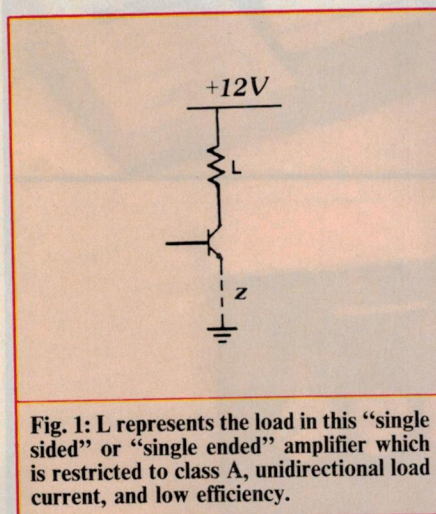 +12V
L
Z
Fig. 1: L represents the load in this “single
sided” or “single ended” amplifier which
is restricted to class A, unidirectional load
current, and low efficiency.